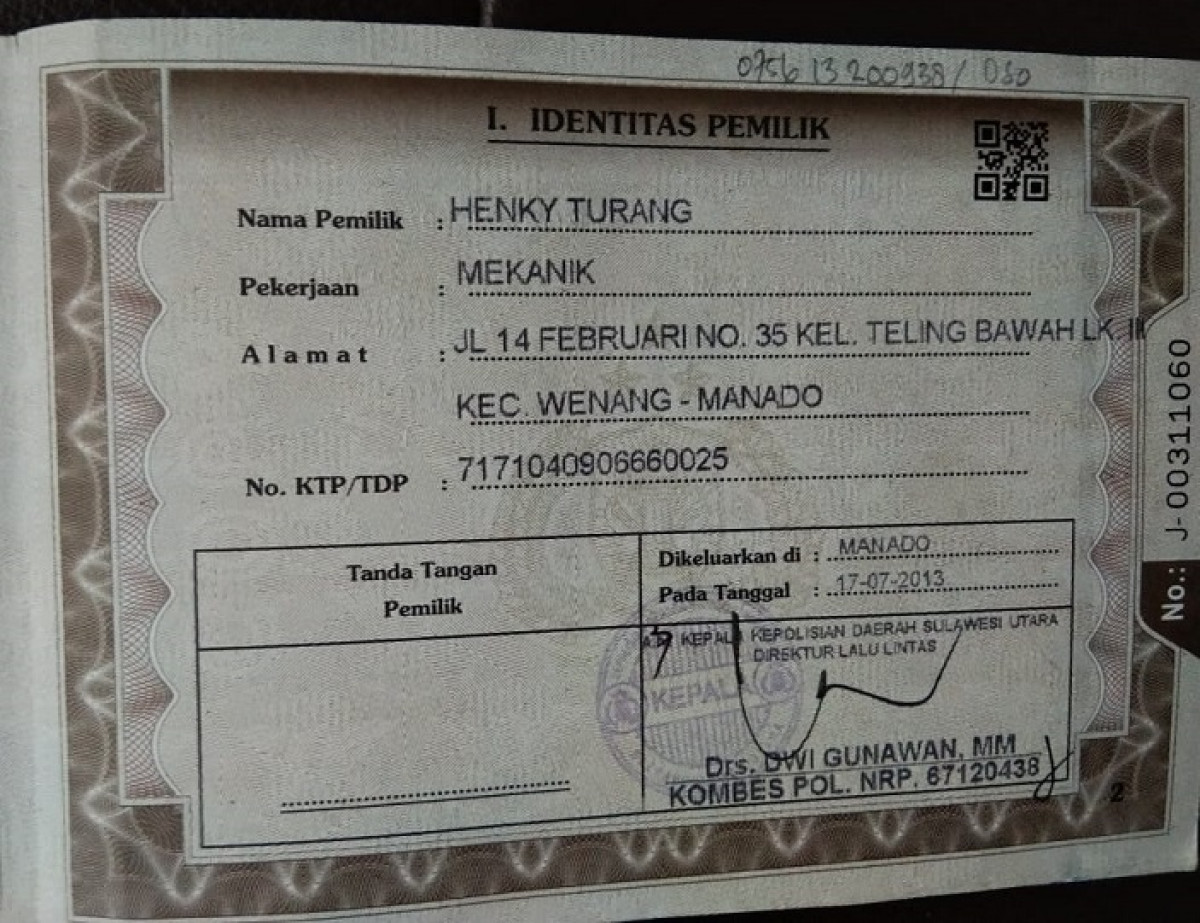 0756 13 200938 / 080
I. IDENTITAS PEMILIK
Nama Pemilik : HENKY TURANG
Pekerjaan : MEKANIK
Alamat : JL 14 FEBRUARI NO. 35 KEL. TELING BAWAH LK. III
KEC. WENANG - MANADO
No. KTP/TDP : 7171040906660025
Tanda Tangan
Pemilik
Dikeluarkan di : MANADO
Pada Tanggal : 17-07-2013
KEPALA KEPOLISIAN DAERAH SULAWESI UTARA
DIREKTUR LALU LINTAS
KEPALA
Drs. DWI GUNAWAN, MM
KOMBES POL. NRP. 67120438
2
No.: J-00311060